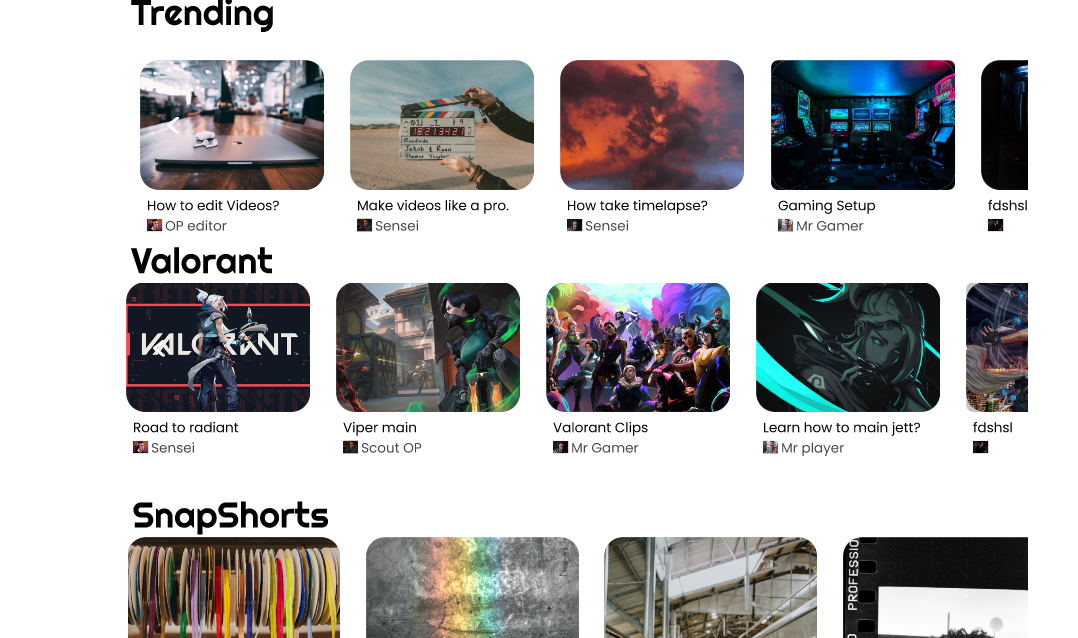 Trending
How to edit Videos?
OP editor
Make videos like a pro.
Sensei
How take timelapse?
Sensei
Gaming Setup
Mr Gamer
fdshsl
Valorant
VALORANT
Road to radiant
Sensei
Viper main
Scout OP
Valorant Clips
Mr Gamer
Learn how to main jett?
Mr player
fdshsl
SnapShorts
PROFESSIO